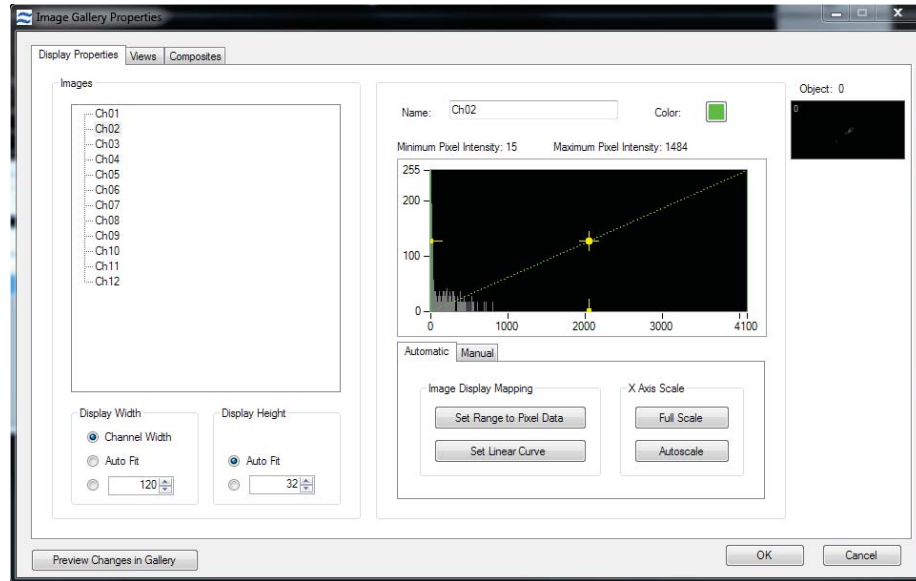 Image Gallery Properties
Display Properties Views Composites
Images
Ch01
Ch02
Ch03
Ch04
Ch05
Ch06
Ch07
Ch08
Ch09
Ch10
Ch11
Ch12
Display Width
Channel Width
Auto Fit
120
Display Height
Auto Fit
32
Name: Ch02 Color:
Minimum Pixel Intensity: 15 Maximum Pixel Intensity: 1484
255
200
100
0
0 1000 2000 3000 4100
Automatic Manual
Image Display Mapping
Set Range to Pixel Data
Set Linear Curve
X Axis Scale
Full Scale
Autoscale
Object: 0
0
Preview Changes in Gallery
OK Cancel